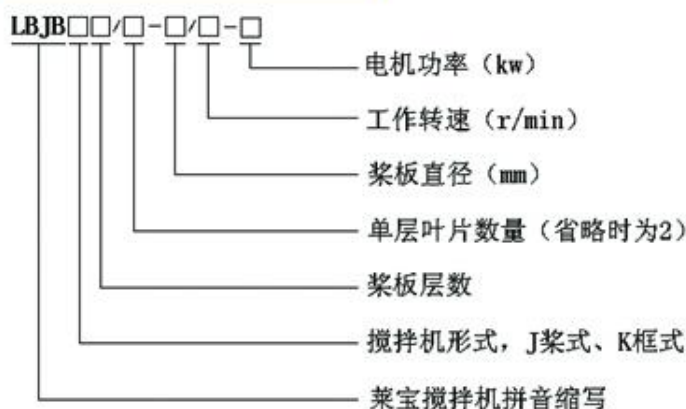 LBJB□□/□-□/□-□
电机功率（kw）
工作转速（r/min）
桨板直径（mm）
单层叶片数量（省略时为2）
桨板层数
搅拌机形式，J桨式、K框式
莱宝搅拌机拼音缩写